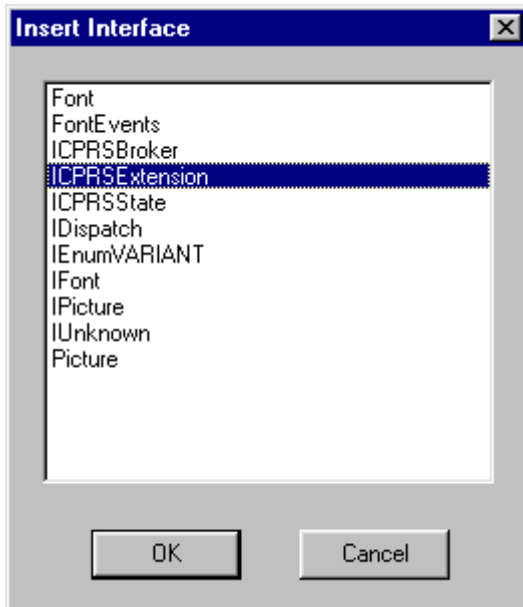 Insert Interface
Font
FontEvents
ICPRSBroker
ICPRSExtension
ICPRSState
IDispatch
IEnumVARIANT
IFont
IPicture
IUnknown
Picture
OK
Cancel